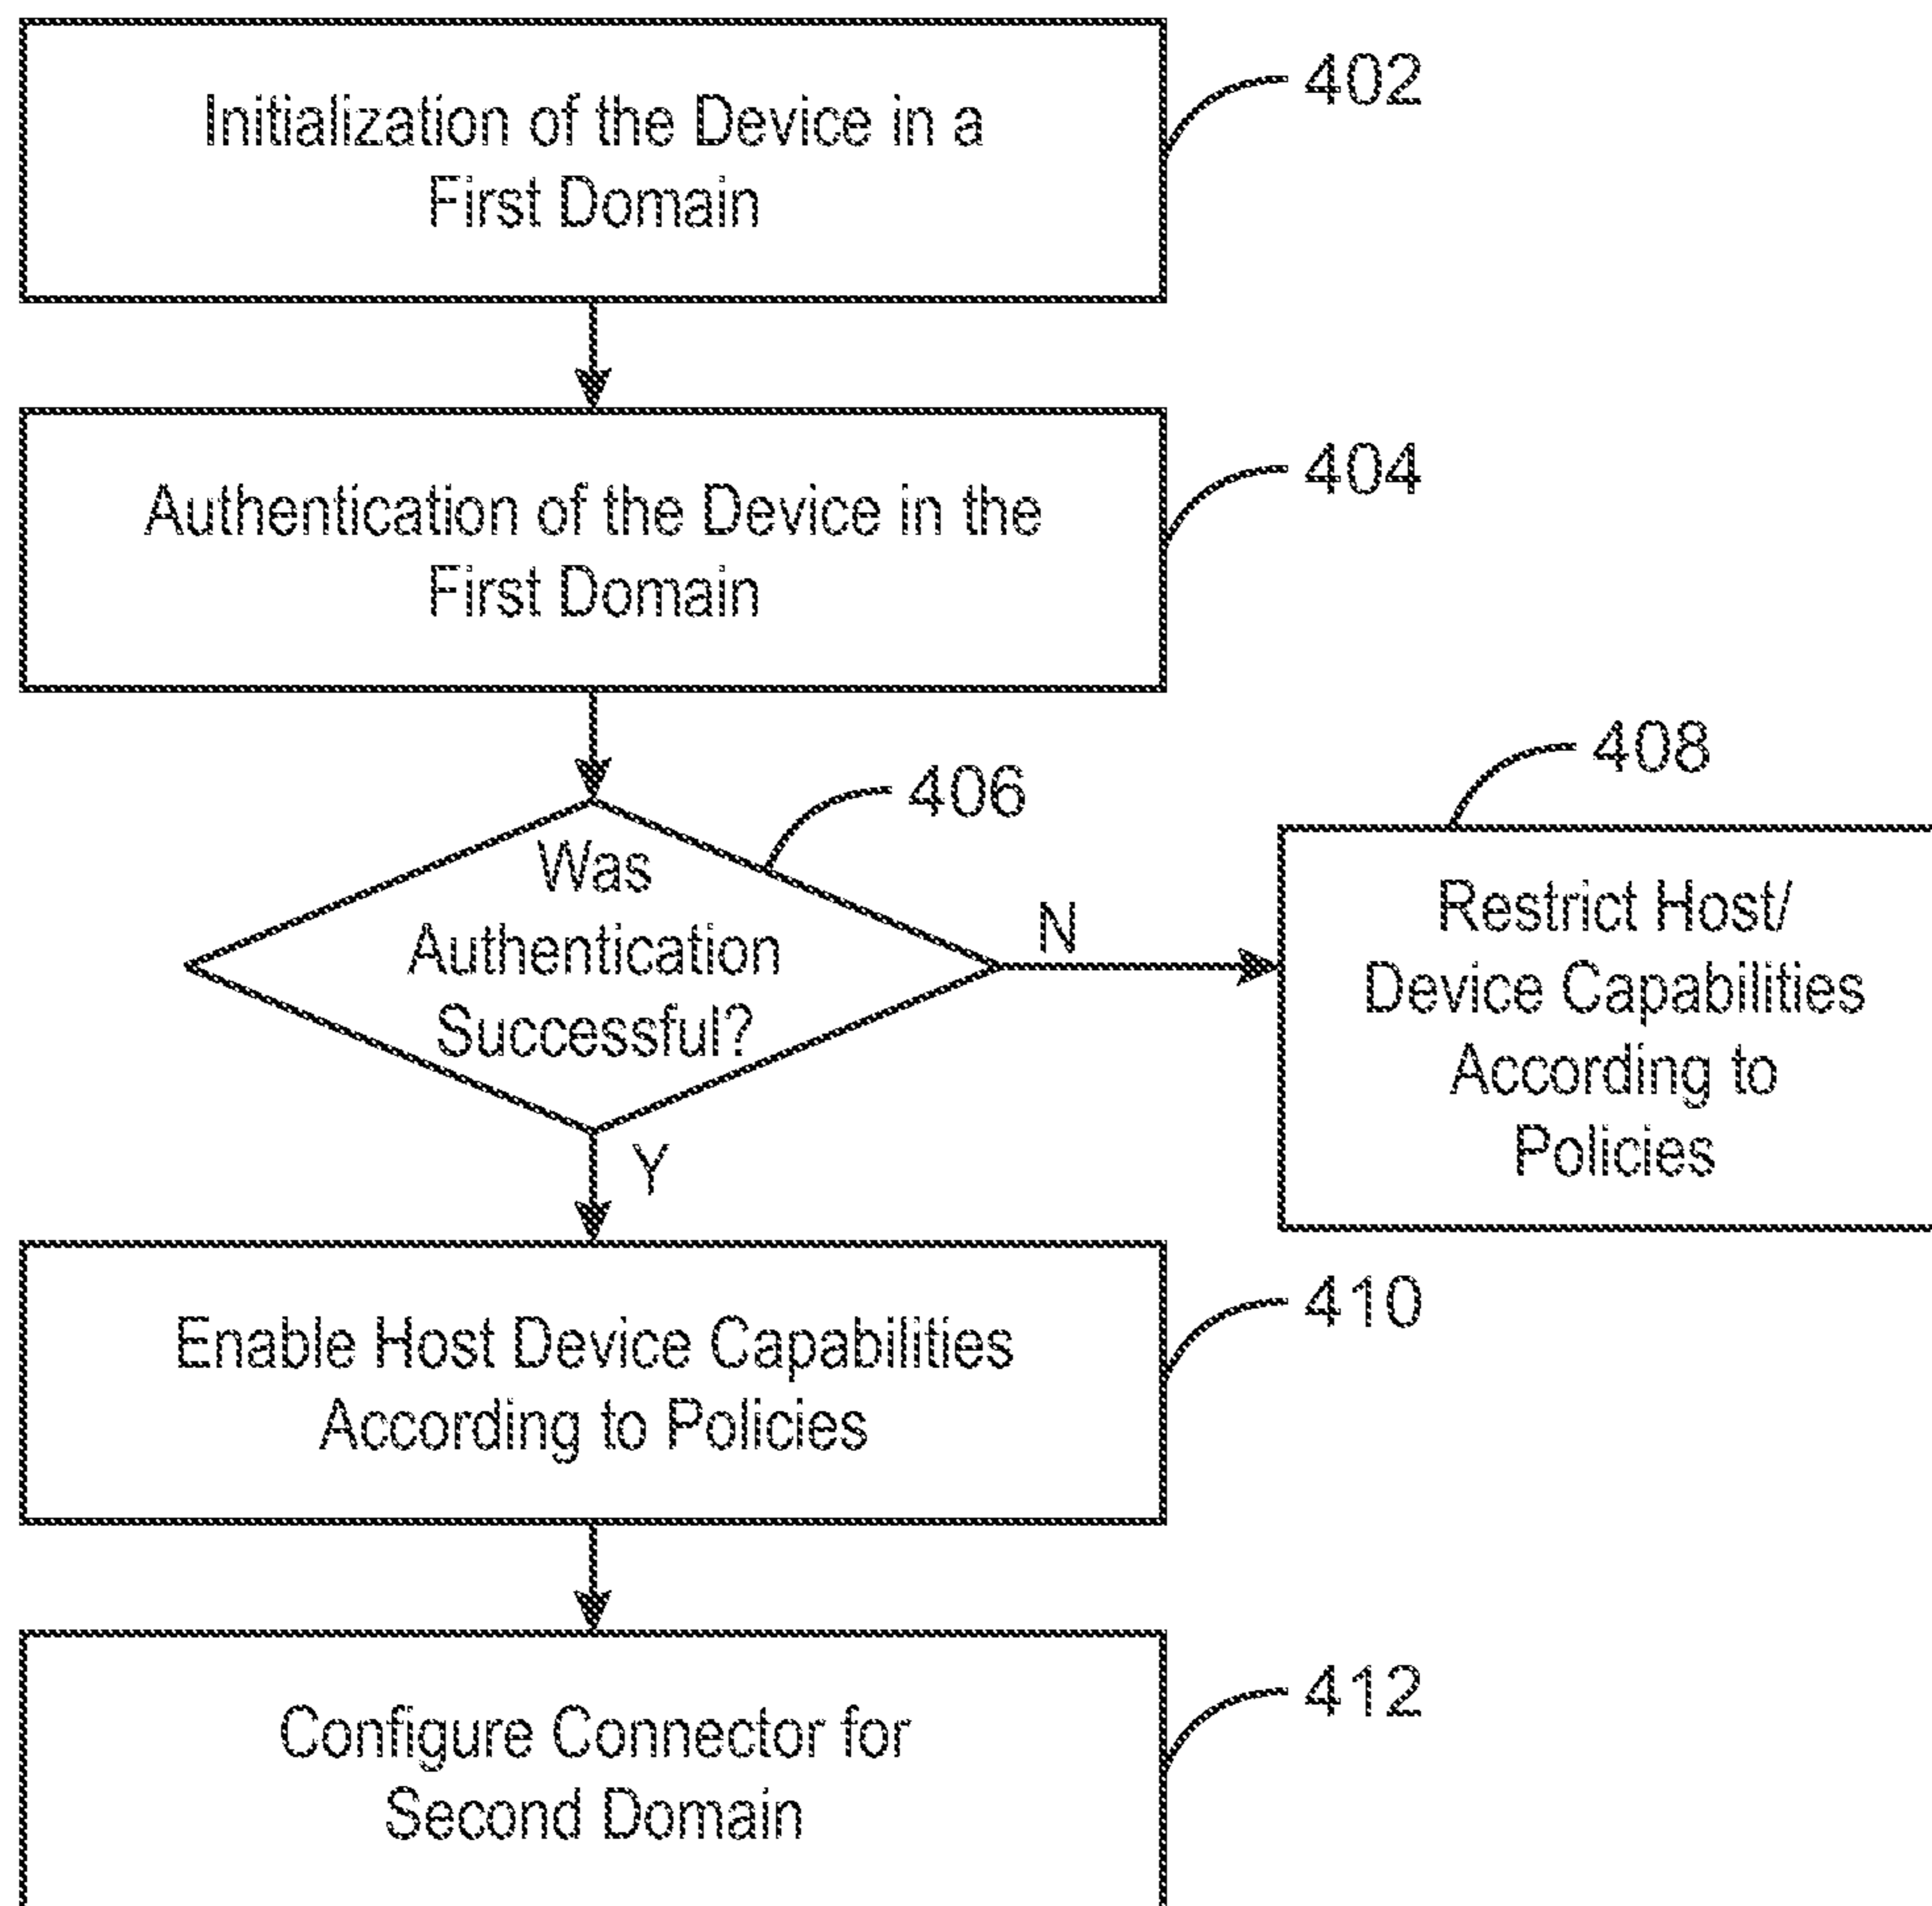 Initialization of the Device in a
First Domain
402
Authentication of the Device in the
First Domain
404
Was
Authentication
Successful?
406
N
408
Restrict Host/
Device Capabilities
According to
Policies
Y
Enable Host Device Capabilities
According to Policies
410
Configure Connector for
Second Domain
412